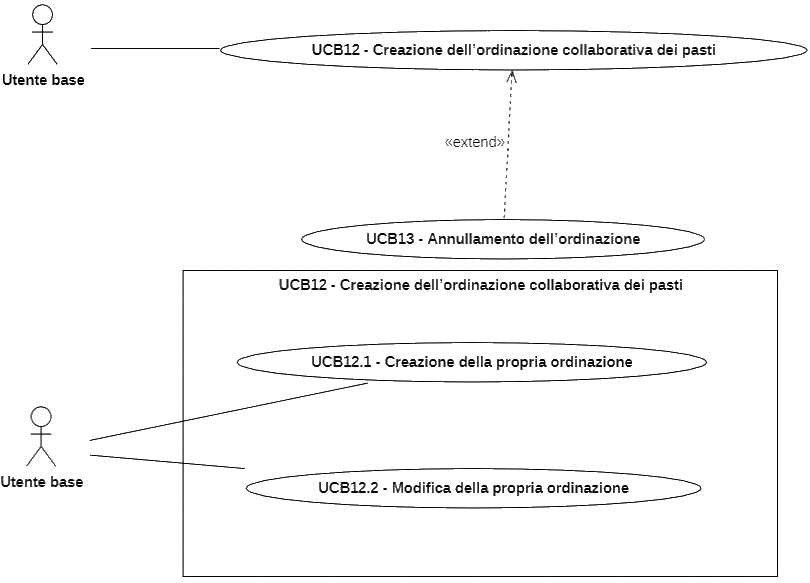 UCB12 - Creazione dell'ordinazione collaborativa dei pasti
Utente base
«extend»
UCB13 - Annullamento dell'ordinazione
UCB12 - Creazione dell'ordinazione collaborativa dei pasti
UCB12.1 - Creazione della propria ordinazione
Utente base
UCB12.2 - Modifica della propria ordinazione